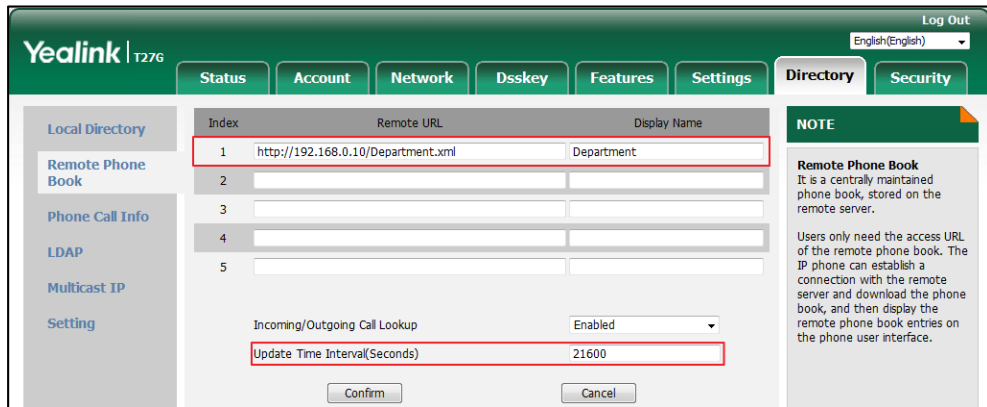 Log Out
Yealink | T27G
English(English)
Status Account Network Dsskey Features Settings Directory Security
Local Directory
Remote Phone
Book
Phone Call Info
LDAP
Multicast IP
Setting
Index Remote URL Display Name
1 http://192.168.0.10/Department.xml Department
2
3
4
5
Incoming/Outgoing Call Lookup Enabled
Update Time Interval(Seconds) 21600
Confirm Cancel
NOTE
Remote Phone Book
It is a centrally maintained
phone book, stored on the
remote server.
Users only need the access URL
of the remote phone book. The
IP phone can establish a
connection with the remote
server and download the phone
book, and then display the
remote phone book entries on
the phone user interface.